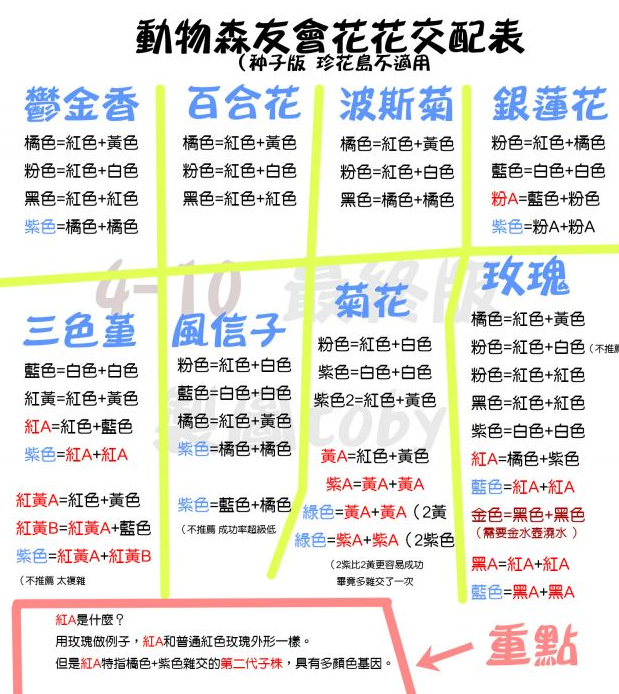 動物森友會花花交配表
（种子版 珍花島不適用
鬱金香
橘色=紅色+黃色
粉色=紅色+白色
黑色=紅色+紅色
紫色=橘色+橘色
百合花
橘色=紅色+黃色
粉色=紅色+白色
黑色=紅色+紅色
波斯菊
橘色=紅色+黃色
粉色=紅色+白色
黑色=橘色+橘色
銀蓮花
粉色=紅色+橘色
藍色=白色+白色
粉A=藍色+粉色
紫色=粉A+粉A
4-10 最終版
三色堇
藍色=白色+白色
紅黃=紅色+黃色
紅A=紅色+藍色
紫色=紅A+紅A
紅黃A=紅色+黃色
紅黃B=紅黃A+藍色
紫色=紅黃A+紅黃B
（不推薦 太複雜
風信子
粉色=紅色+白色
藍色=白色+白色
橘色=紅色+黃色
紫色=橘色+橘色
紫色=藍色+橘色
（不推薦 成功率超級低
菊花
粉色=紅色+白色
紫色=白色+白色
紫色2=紅色+黃色
黃A=紅色+黃色
紫A=黃A+黃A
綠色=黃A+黃A（2黃
綠色=紫A+紫A（2紫色
（2紫比2黃更容易成功
畢竟多雜交了一次
玫瑰
橘色=紅色+黃色
粉色=紅色+白色（不推
粉色=紅色+紅色
黑色=紅色+紅色
紫色=白色+白色
紅A=橘色+紫色
藍色=紅A+紅A
金色=黑色+黑色
（需要金水壺澆水 ）
黑A=紅A+紅A
藍色=黑A+黑A
製圖toby
紅A是什麼？
用玫瑰做例子，紅A和普通紅色玫瑰外形一樣。
但是紅A特指橘色+紫色雜交的第二代子株，具有多顏色基因。
重點